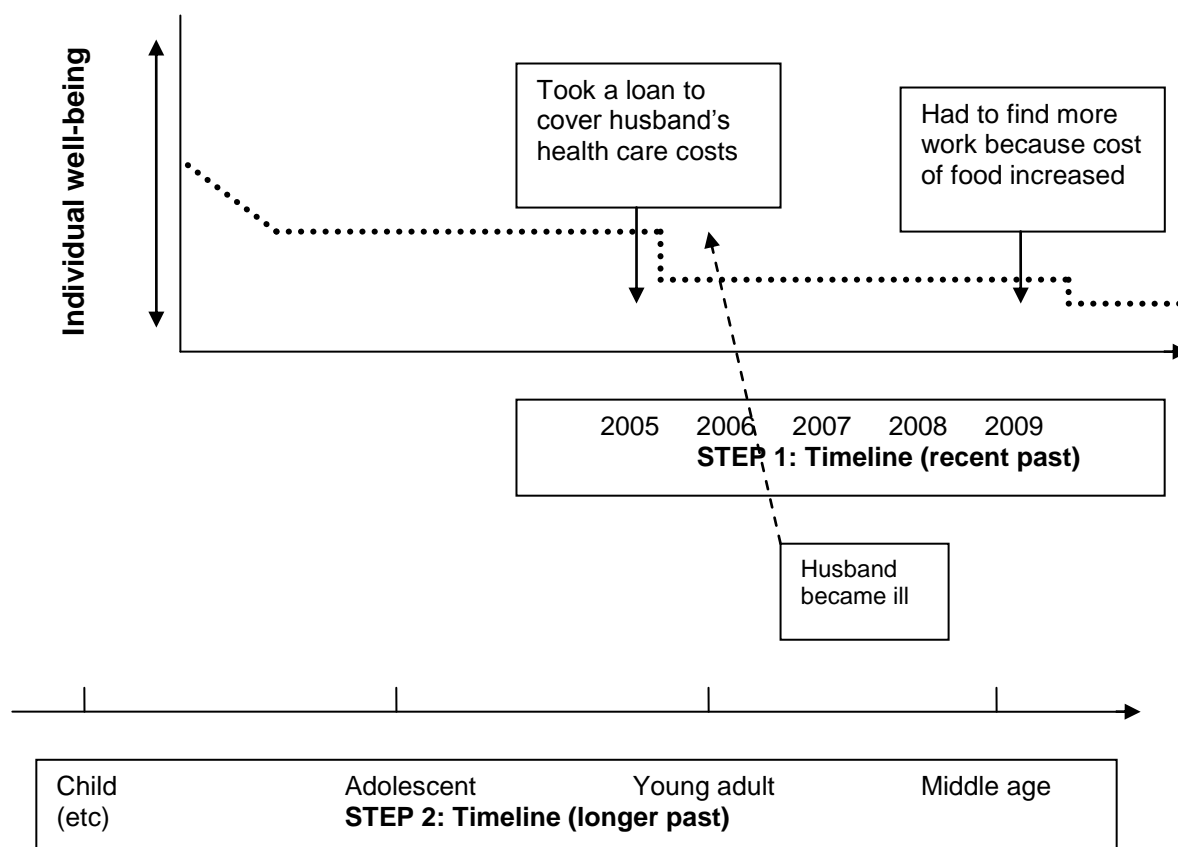 Individual well-being
Took a loan to
cover husband’s
health care costs
Had to find more
work because cost
of food increased
2005 2006 2007 2008 2009
STEP 1: Timeline (recent past)
Husband
became ill
Child Adolescent Young adult Middle age
(etc) STEP 2: Timeline (longer past)